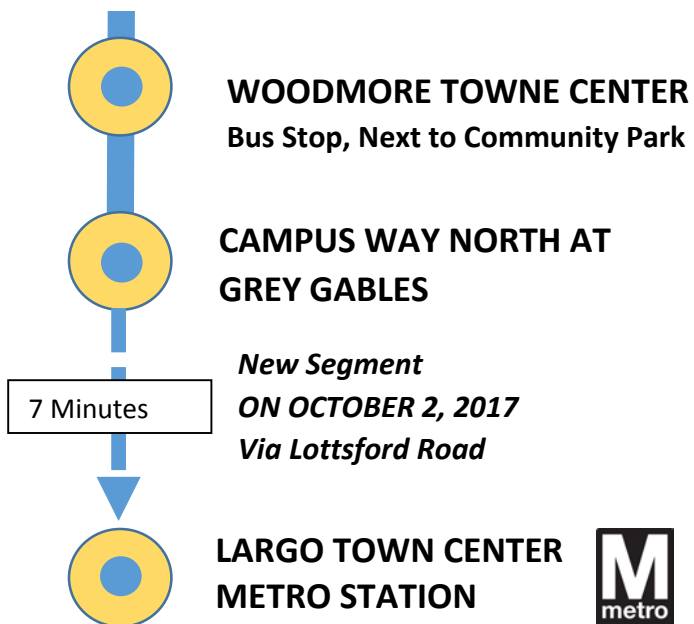 WOODMORE TOWNE CENTER
Bus Stop, Next to Community Park
CAMPUS WAY NORTH AT
GREY GABLES
New Segment
7 Minutes
ON OCTOBER 2, 2017
Via Lottsford Road
LARGO TOWN CENTER
METRO STATION
M
metro